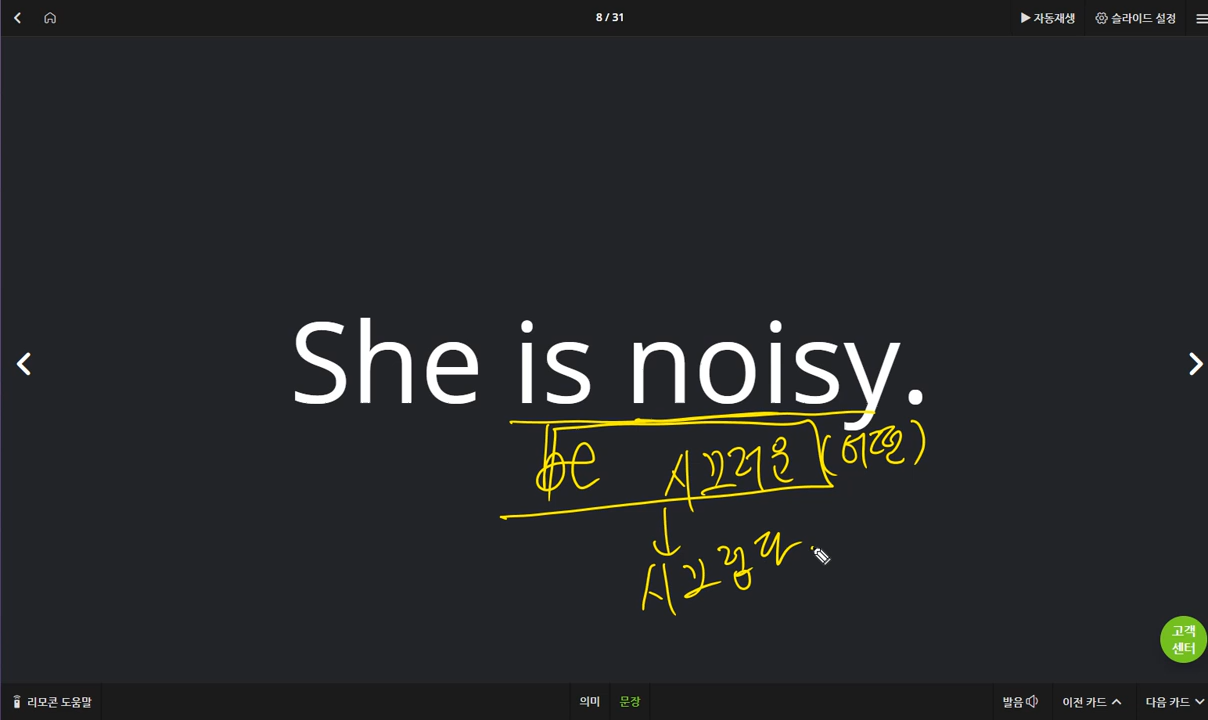 8 / 31
자동재생
슬라이드 설정
She is noisy.
be 시끄러운 (어떤)
시끄럽다
고객
센터
리모콘 도움말
의미
문장
발음
이전 카드
다음 카드